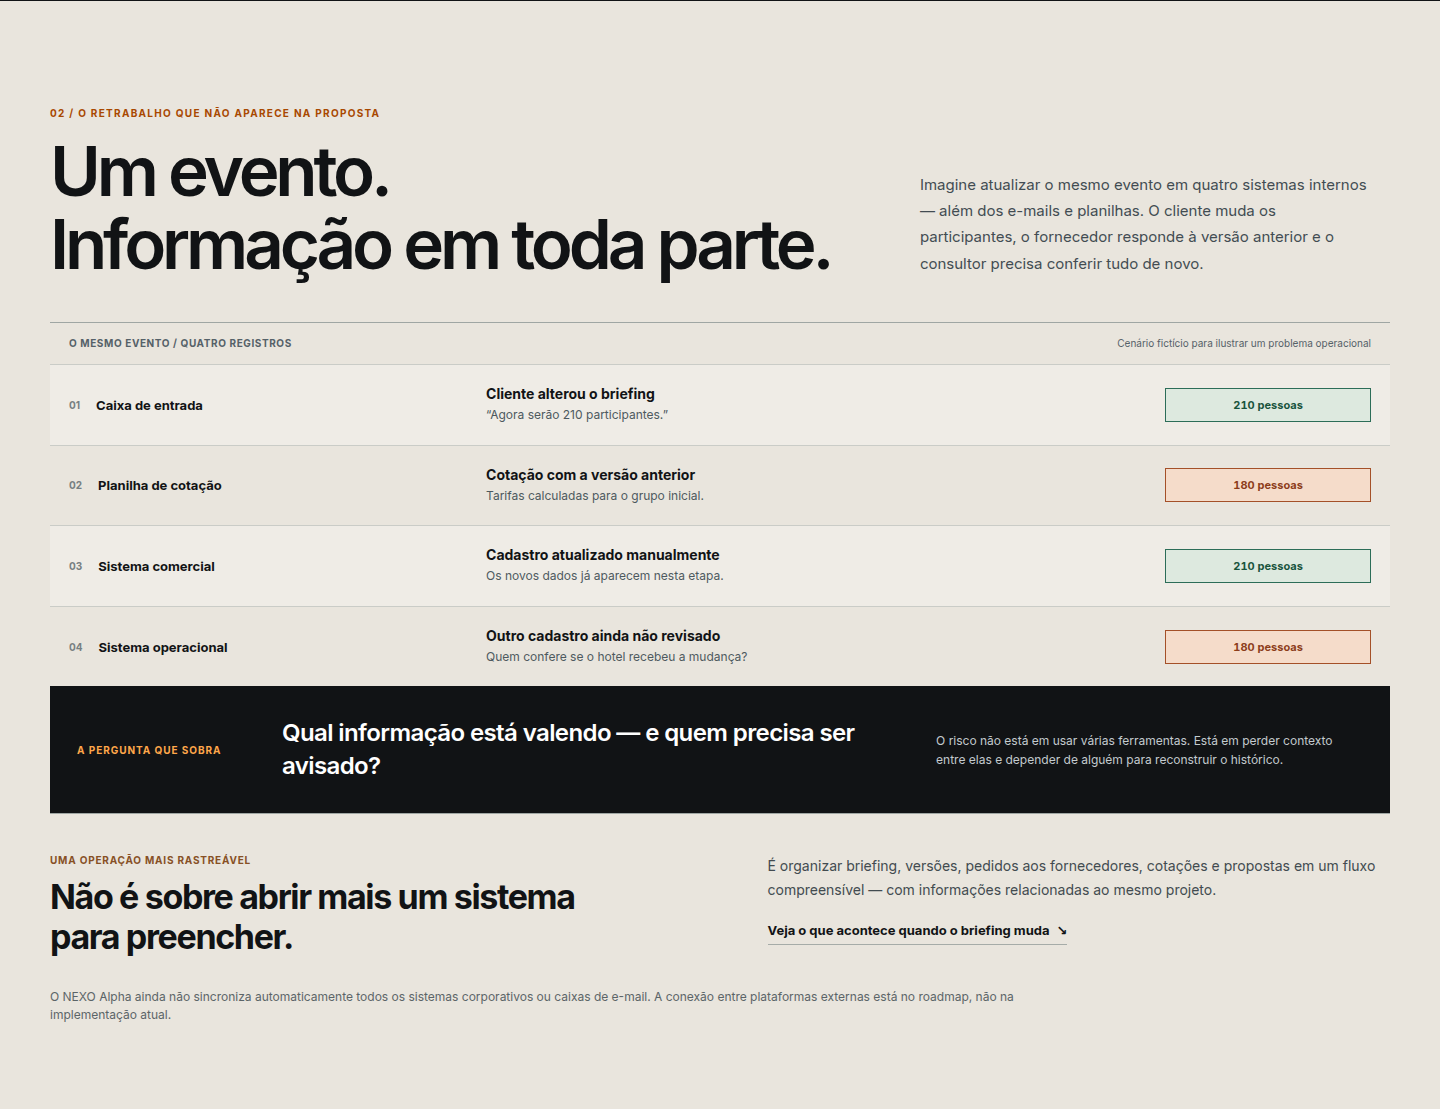 02 / O RETRABALHO QUE NÃO APARECE NA PROPOSTA
Um evento.
Informação em toda parte.
Imagine atualizar o mesmo evento em quatro sistemas internos
— além dos e-mails e planilhas. O cliente muda os
participantes, o fornecedor responde à versão anterior e o
consultor precisa conferir tudo de novo.
O MESMO EVENTO / QUATRO REGISTROS
Cenário fictício para ilustrar um problema operacional
01 Caixa de entrada
Cliente alterou o briefing
“Agora serão 210 participantes.”
210 pessoas
02 Planilha de cotação
Cotação com a versão anterior
Tarifas calculadas para o grupo inicial.
180 pessoas
03 Sistema comercial
Cadastro atualizado manualmente
Os novos dados já aparecem nesta etapa.
210 pessoas
04 Sistema operacional
Outro cadastro ainda não revisado
Quem confere se o hotel recebeu a mudança?
180 pessoas
A PERGUNTA QUE SOBRA
Qual informação está valendo — e quem precisa ser
avisado?
O risco não está em usar várias ferramentas. Está em perder contexto
entre elas e depender de alguém para reconstruir o histórico.
UMA OPERAÇÃO MAIS RASTREÁVEL
Não é sobre abrir mais um sistema
para preencher.
É organizar briefing, versões, pedidos aos fornecedores, cotações e propostas em um fluxo
compreensível — com informações relacionadas ao mesmo projeto.
Veja o que acontece quando o briefing muda ↘
O NEXO Alpha ainda não sincroniza automaticamente todos os sistemas corporativos ou caixas de e-mail. A conexão entre plataformas externas está no roadmap, não na
implementação atual.